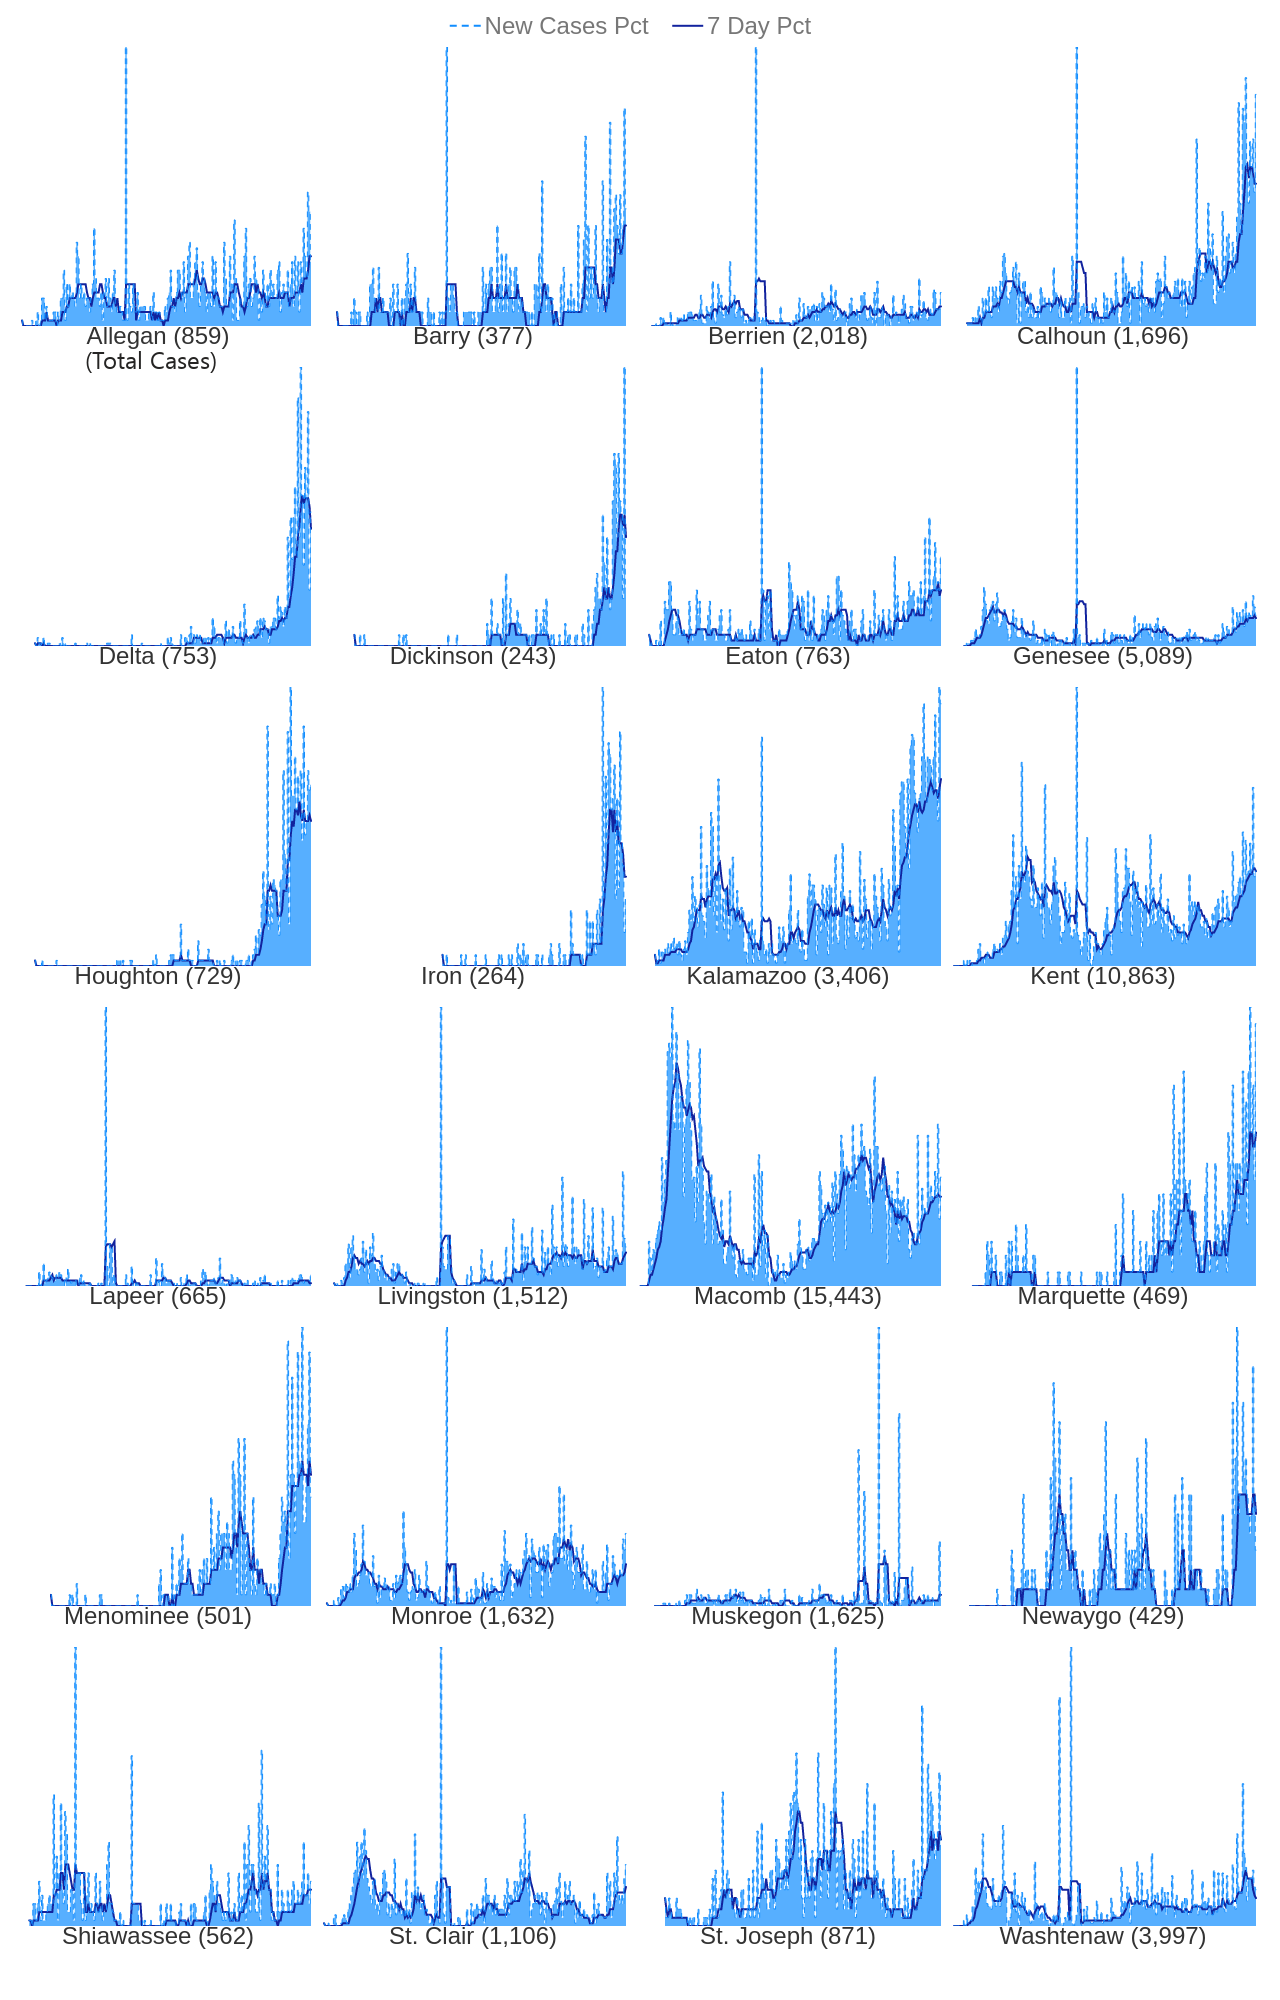 New Cases Pct 7 Day Pct
Allegan (859) Barry (377) Berrien (2,018) Calhoun (1,696)
(Total Cases)
Delta (753) Dickinson (243) Eaton (763) Genesee (5,089)
Houghton (729) Iron (264) Kalamazoo (3,406) Kent (10,863)
Lapeer (665) Livingston (1,512) Macomb (15,443) Marquette (469)
Menominee (501) Monroe (1,632) Muskegon (1,625) Newaygo (429)
Shiawassee (562) St. Clair (1,106) St. Joseph (871) Washtenaw (3,997)